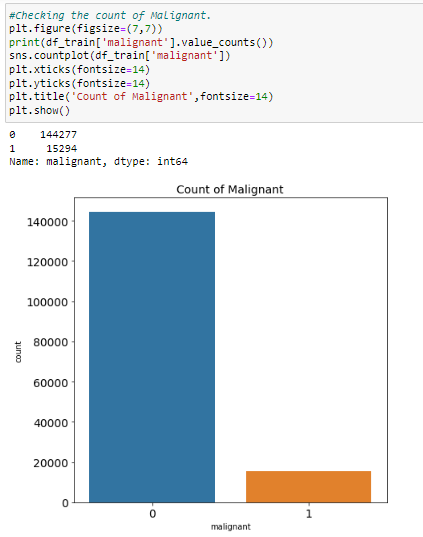 #Checking the count of Malignant.
plt.figure(figsize=(7,7))
print(df_train['malignant'].value_counts())
sns.countplot(df_train['malignant'])
plt.xticks(fontsize=14)
plt.yticks(fontsize=14)
plt.title('Count of Malignant',fontsize=14)
plt.show()
0    144277
1     15294
Name: malignant, dtype: int64
Count of Malignant
140000
120000
100000
80000
60000
40000
20000
0
count
0 1
malignant